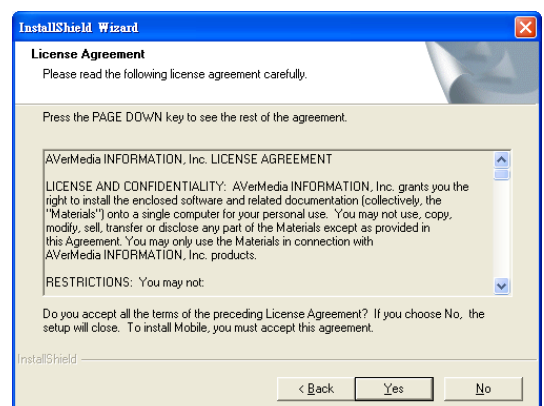 InstallShield Wizard
License Agreement
Please read the following license agreement carefully.
Press the PAGE DOWN key to see the rest of the agreement.
AVerMedia INFORMATION, Inc. LICENSE AGREEMENT
LICENSE AND CONFIDENTIALITY:  AVerMedia INFORMATION, Inc. grants you the
right to install the enclosed software and related documentation (collectively, the
"Materials") onto a single computer for your personal use.  You may not use, copy,
modify, sell, transfer or disclose any part of the Materials except as provided in
this Agreement. You may only use the Materials in connection with
AVerMedia INFORMATION, Inc. products.
RESTRICTIONS:  You may not:
Do you accept all the terms of the preceding License Agreement?  If you choose No,  the
setup will close.  To install Mobile, you must accept this agreement.
InstallShield
< Back
Yes
No